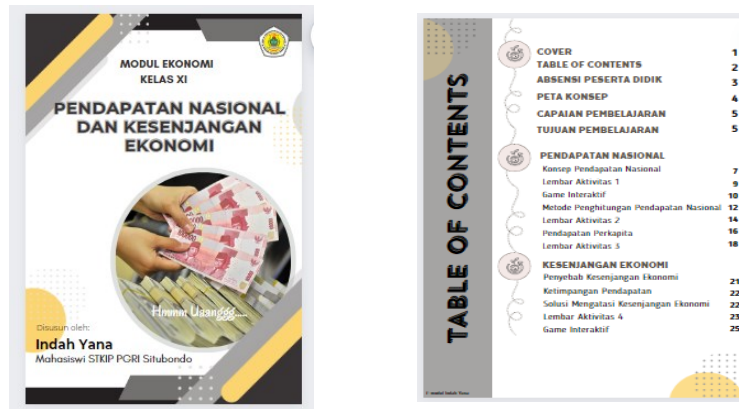 MODUL EKONOMI
KELAS XI
PENDAPATAN NASIONAL
DAN KESENJANGAN
EKONOMI
Hmmm Uaanggg.....
Disusun oleh:
Indah Yana
Mahasiswi STKIP PGRI Situbondo
TABLE OF CONTENTS
COVER 1
TABLE OF CONTENTS 2
ABSENSI PESERTA DIDIK 3
PETA KONSEP 4
CAPAIAN PEMBELAJARAN 5
TUJUAN PEMBELAJARAN 5
PENDAPATAN NASIONAL
Konsep Pendapatan Nasional 7
Lembar Aktivitas 1 9
Game Interaktif 10
Metode Penghitungan Pendapatan Nasional 12
Lembar Aktivitas 2 14
Pendapatan Perkapita 16
Lembar Aktivitas 3 18
KESENJANGAN EKONOMI
Penyebab Kesenjangan Ekonomi 21
Ketimpangan Pendapatan 22
Solusi Mengatasi Kesenjangan Ekonomi 22
Lembar Aktivitas 4 23
Game Interaktif 25